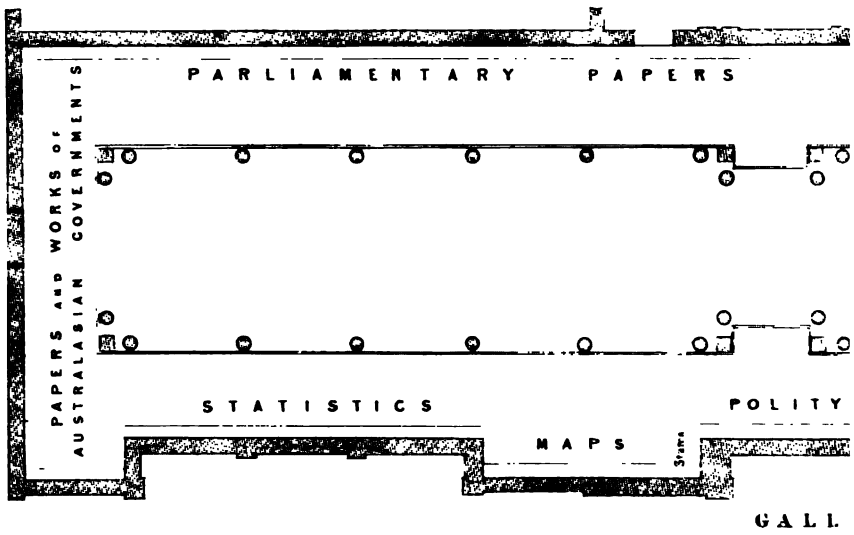 PARLIAMENTARY PAPERS
PAPERS AND WORKS OF
AUSTRALASIAN GOVERNMENTS
STATISTICS
POLITY
MAPS
Stairs
GALL